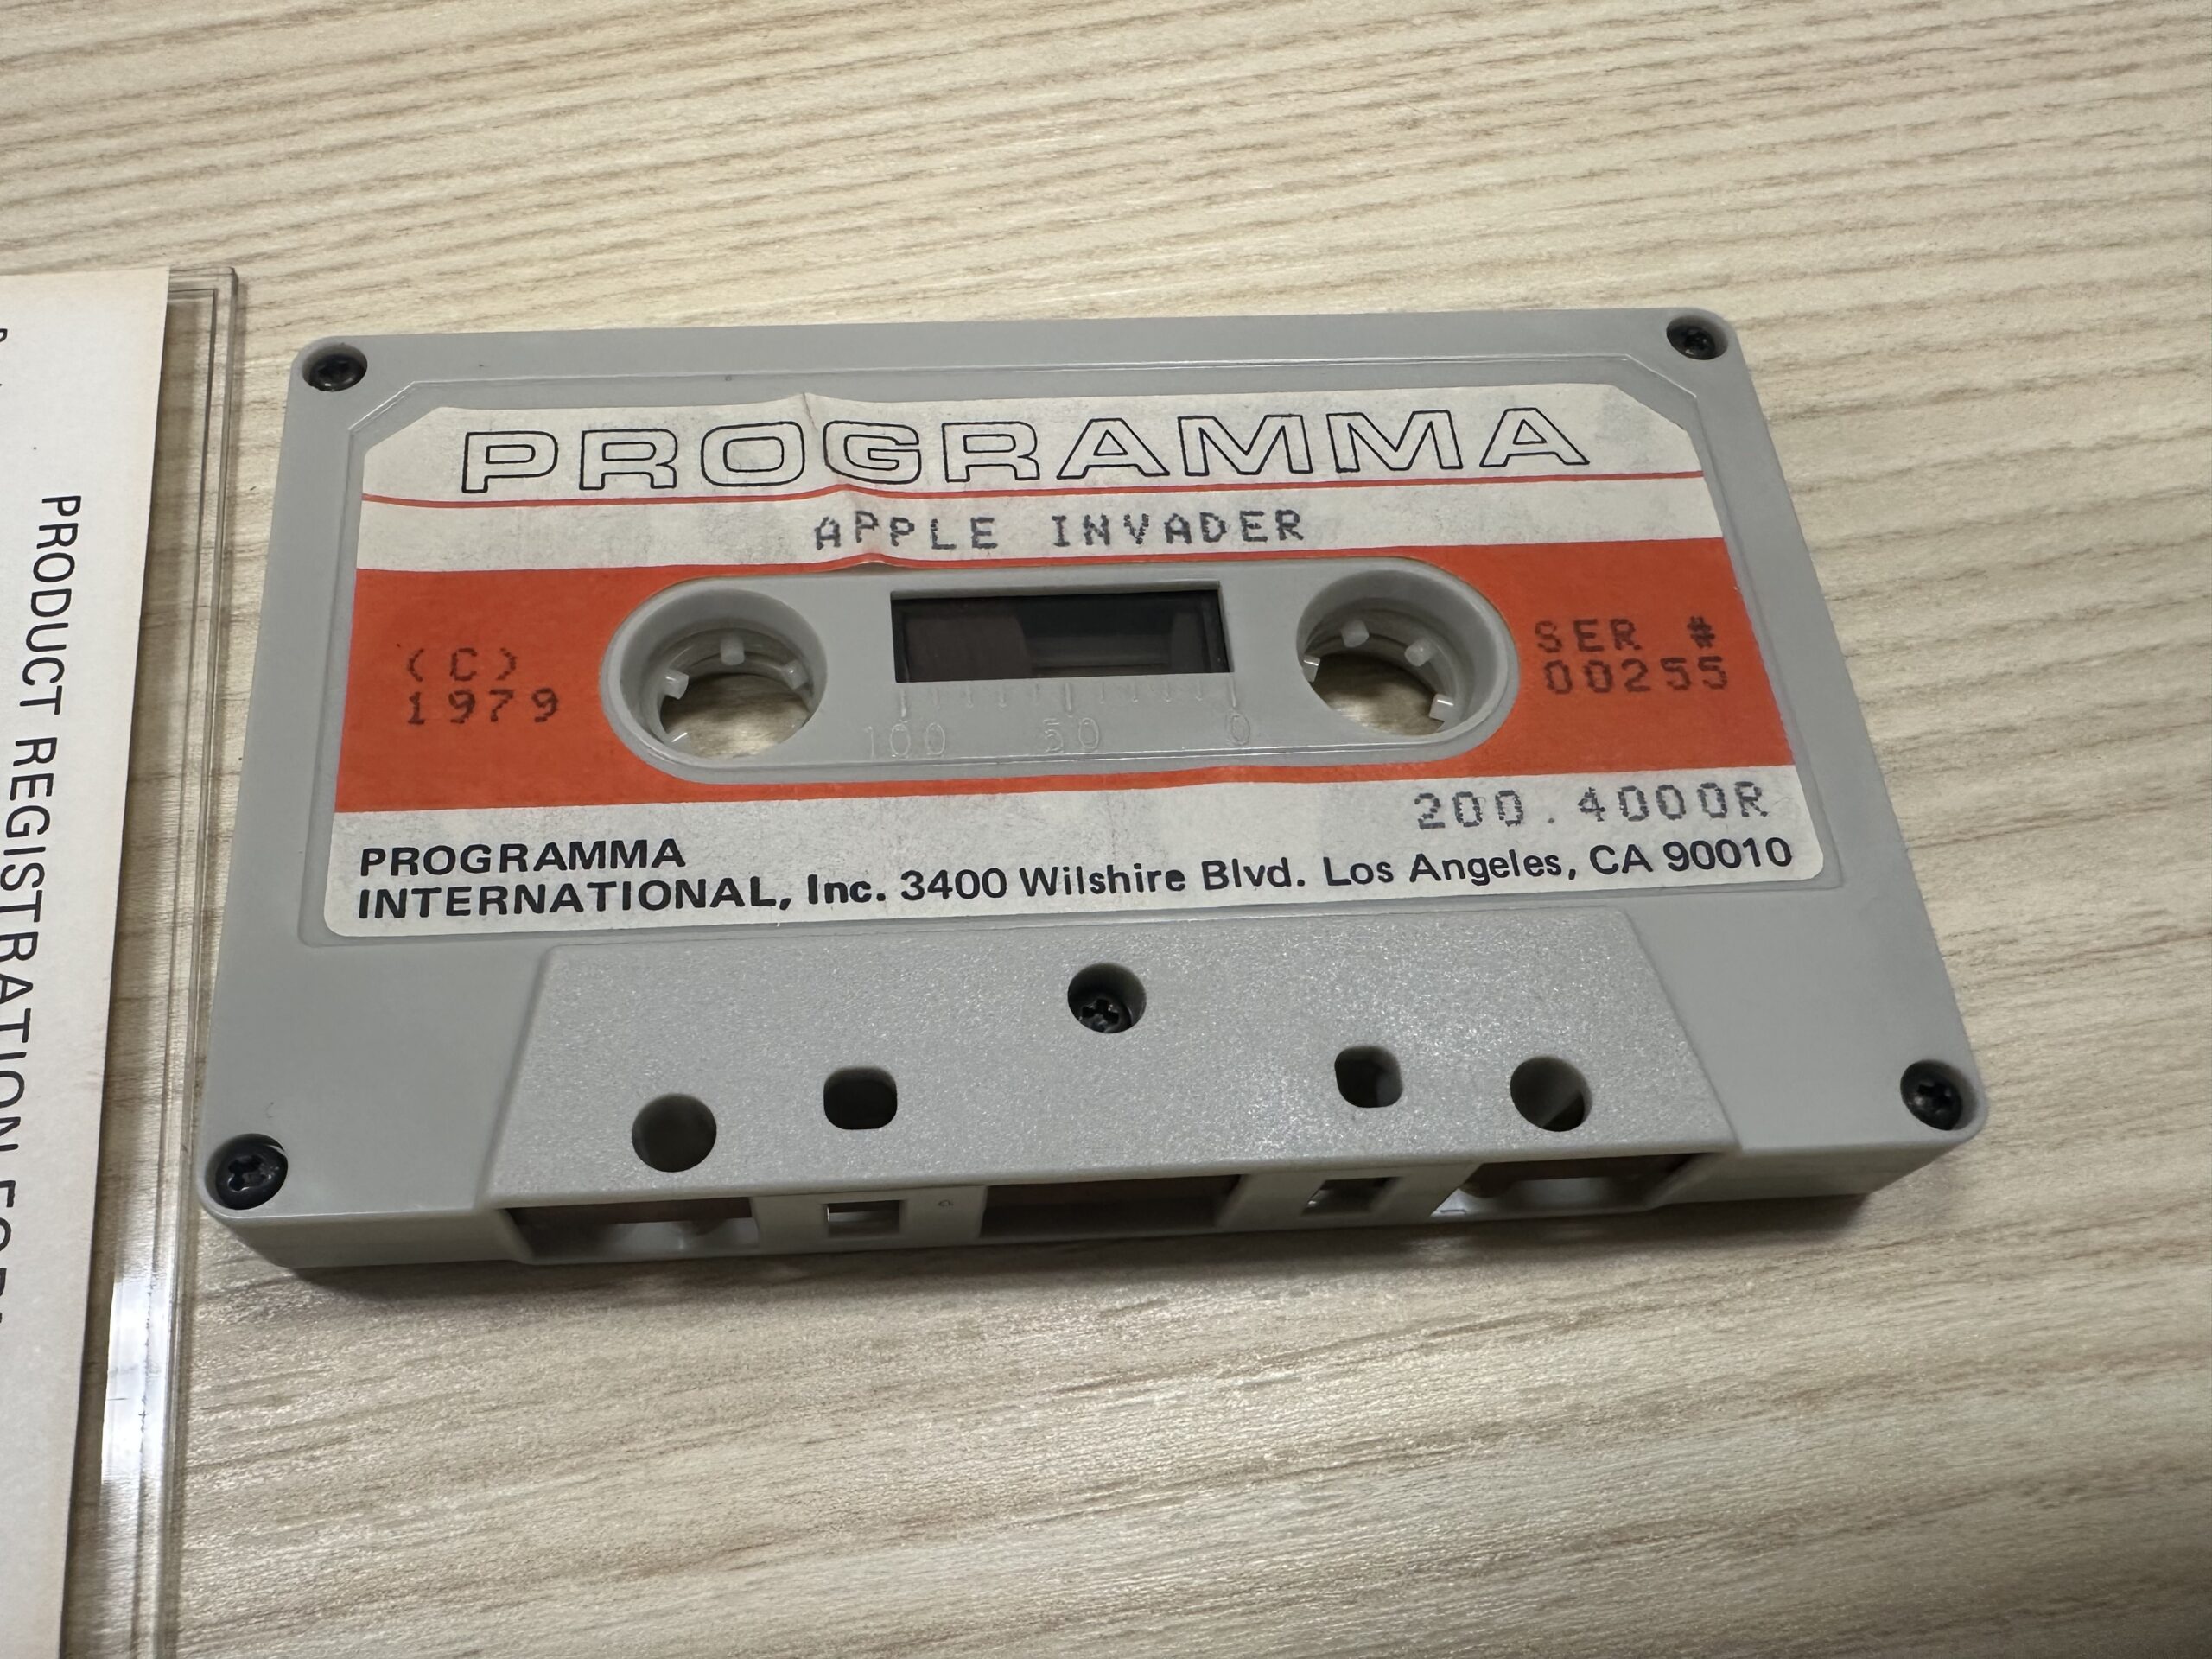 PROGRAMMA
APPLE INVADER
(C)
1979
SER #
00255
100 50 0
200.4000R
PROGRAMMA
INTERNATIONAL, Inc. 3400 Wilshire Blvd. Los Angeles, CA 90010
PRODUCT REGISTRATION